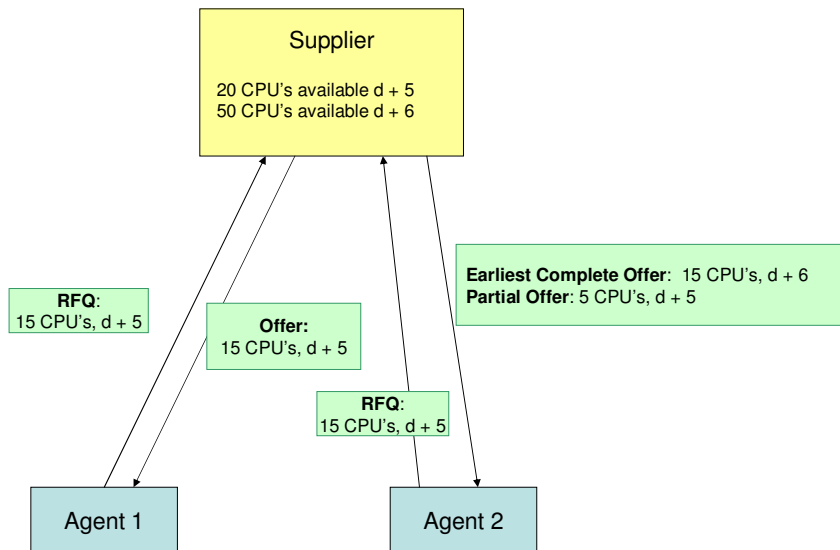 Supplier
20 CPU's available d + 5
50 CPU's available d + 6
Earliest Complete Offer: 15 CPU's, d + 6
Partial Offer: 5 CPU's, d + 5
RFQ:
15 CPU's, d + 5
Offer:
15 CPU's, d + 5
RFQ:
15 CPU's, d + 5
Agent 1
Agent 2